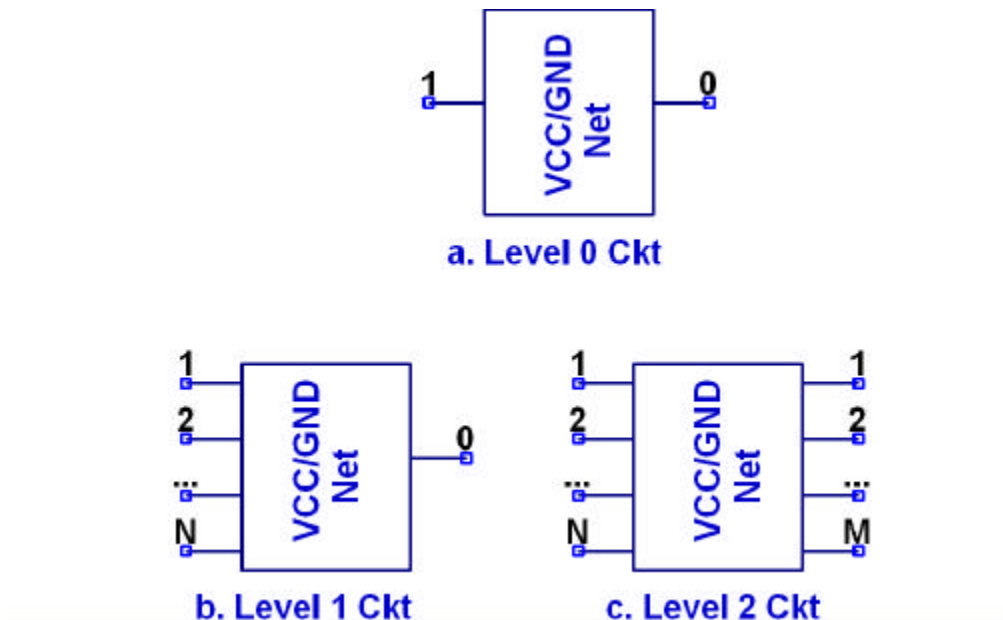 1
VCC/GND
Net
0
a. Level 0 Ckt
1
2
...
N
VCC/GND
Net
0
b. Level 1 Ckt
1
2
...
N
VCC/GND
Net
1
2
...
M
c. Level 2 Ckt